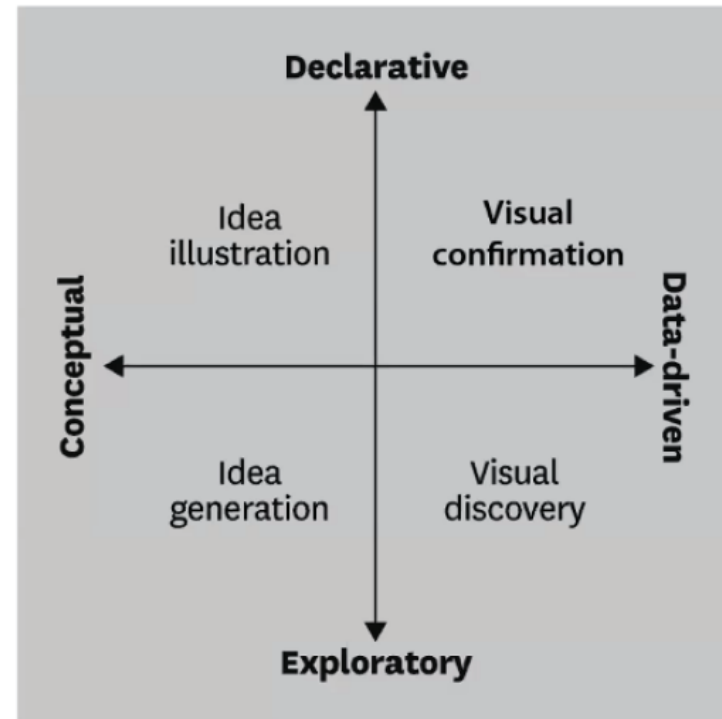 Declarative
Idea
illustration
Visual
confirmation
Conceptual
Data-driven
Idea
generation
Visual
discovery
Exploratory